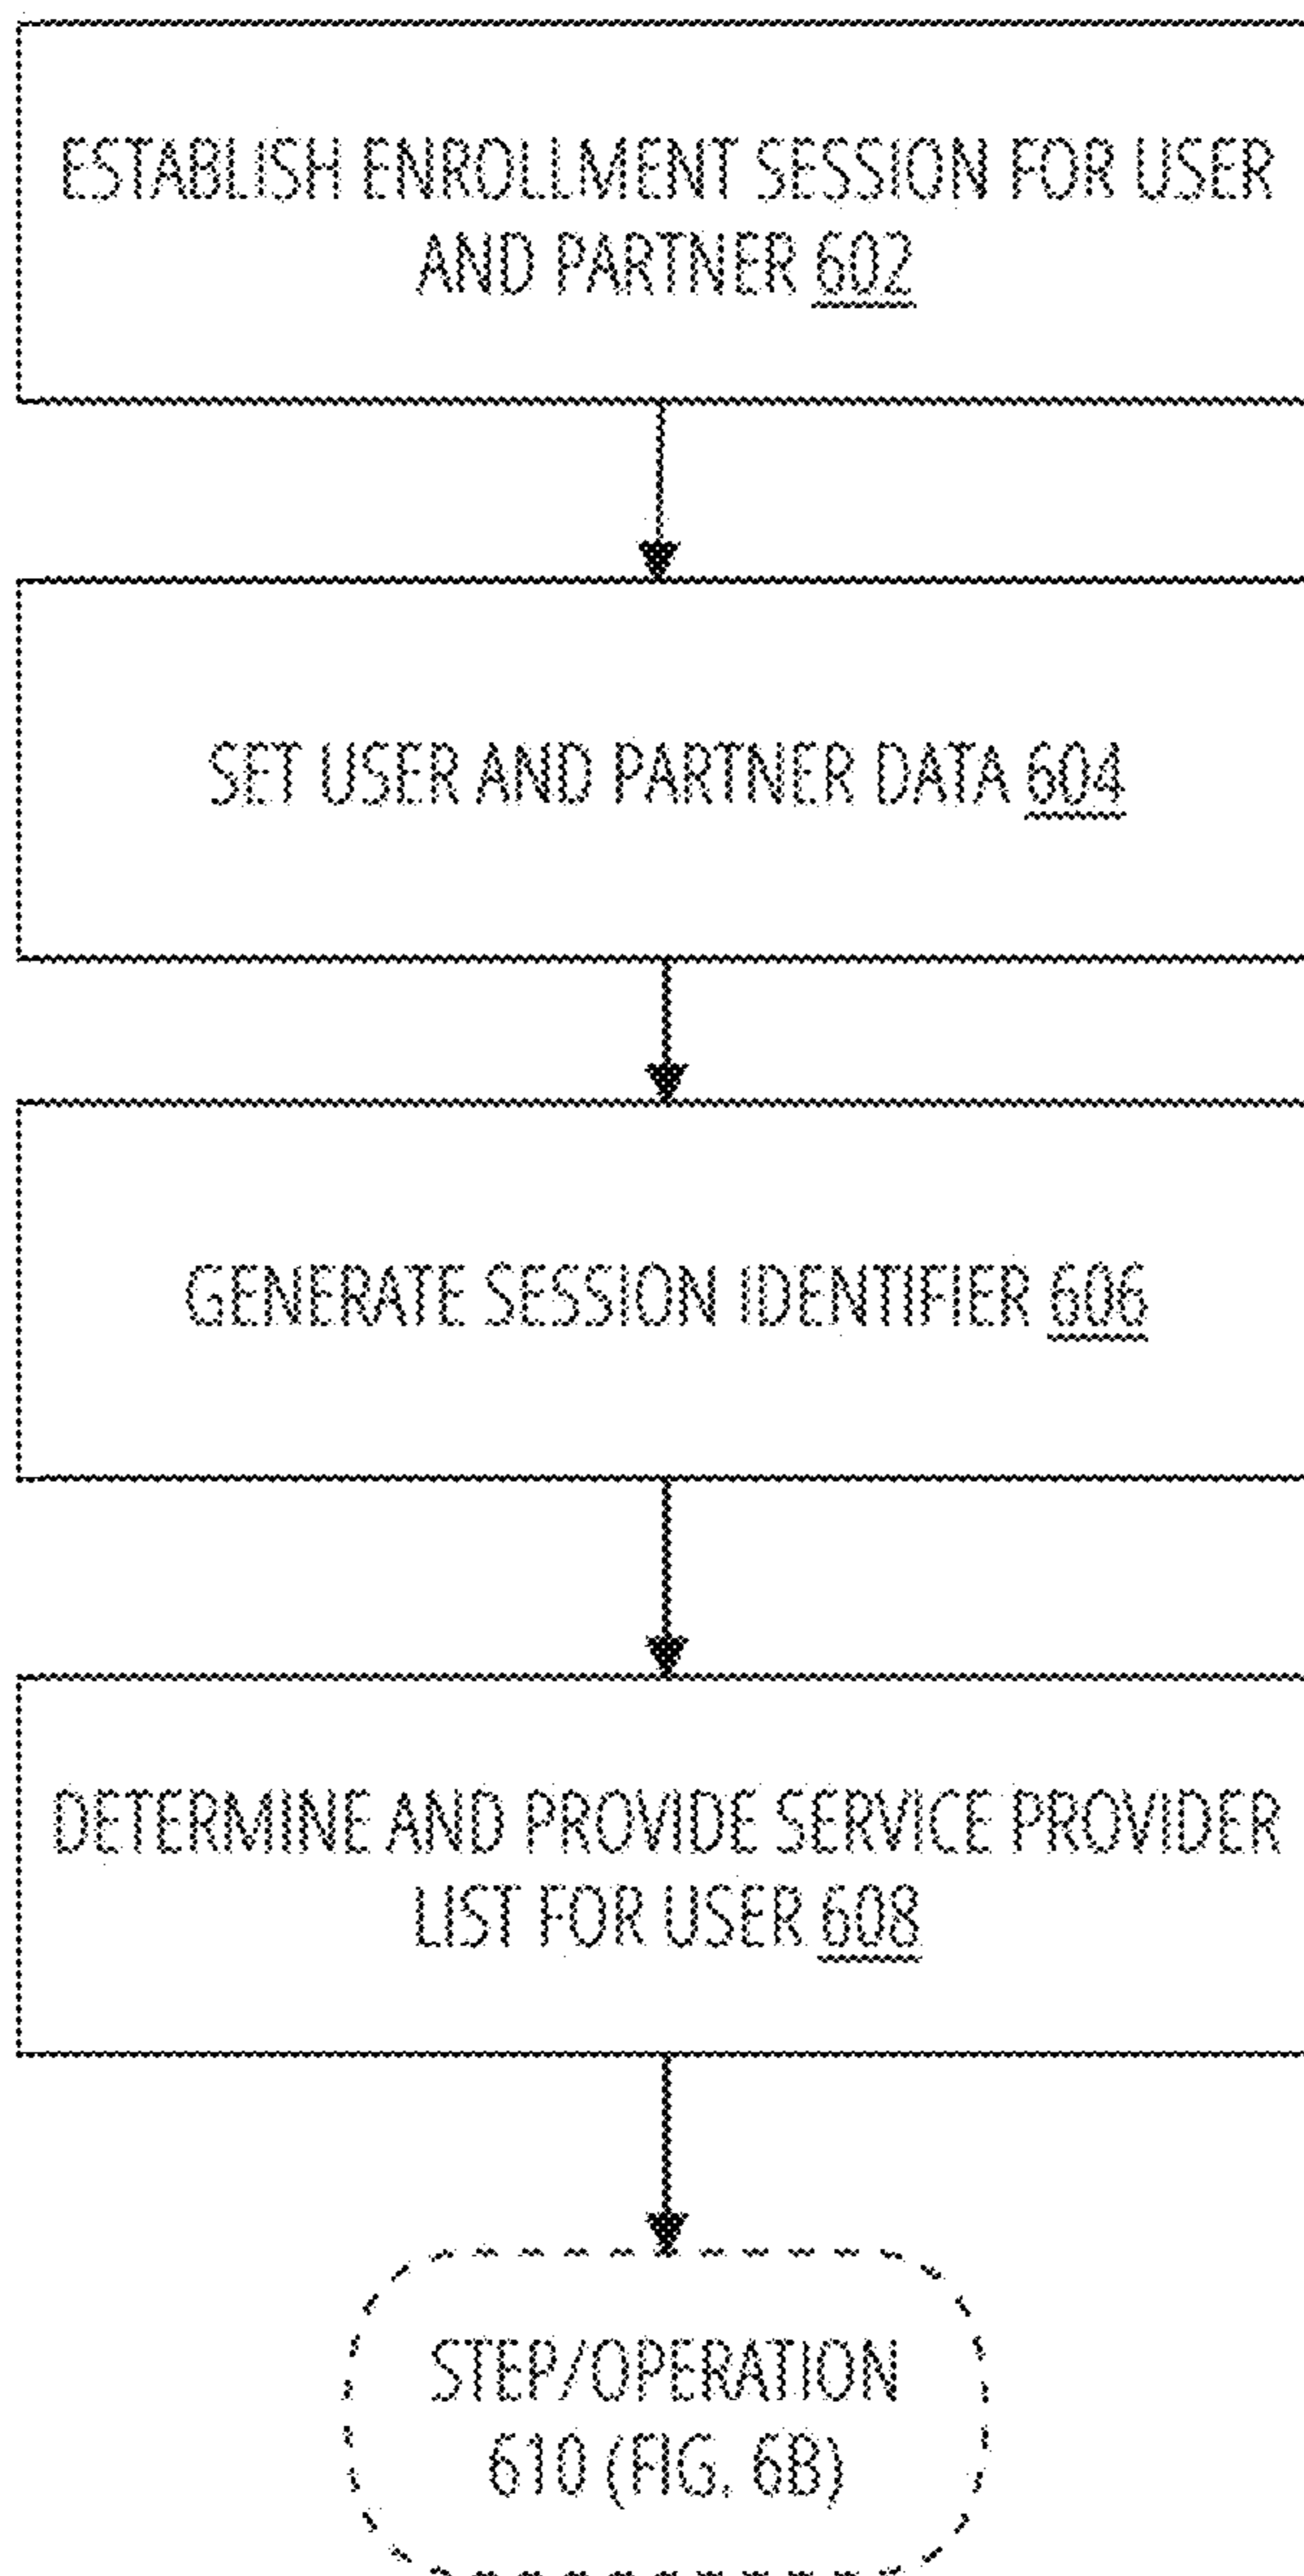 ESTABLISH ENROLLMENT SESSION FOR USER
AND PARTNER 602
SET USER AND PARTNER DATA 604
GENERATE SESSION IDENTIFIER 606
DETERMINE AND PROVIDE SERVICE PROVIDER
LIST FOR USER 608
STEP/OPERATION
610 (FIG. 6B)